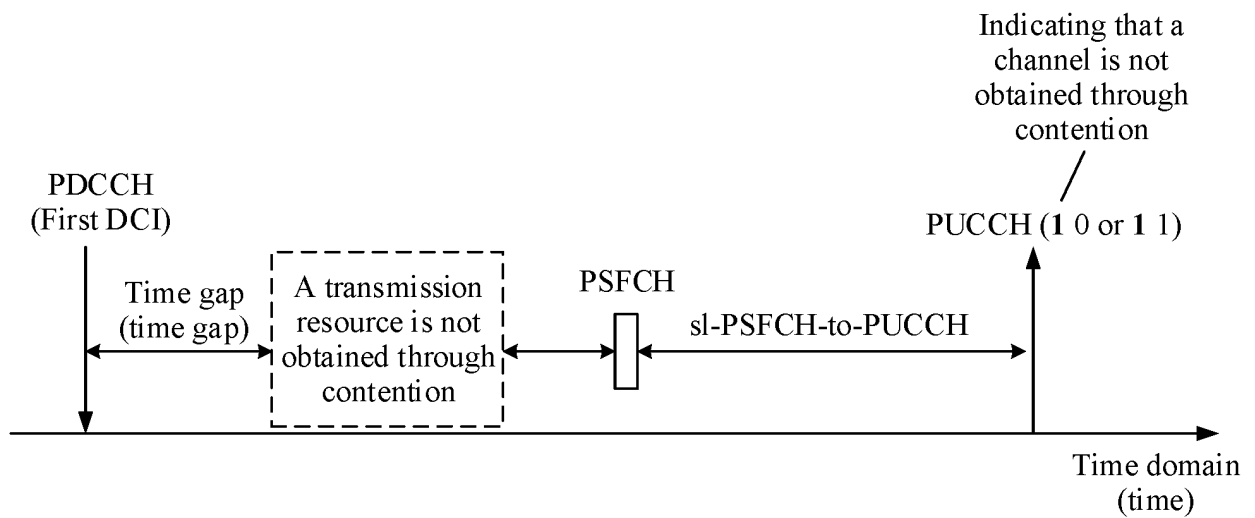 Indicating that a
channel is not
obtained through
contention
PDCCH
(First DCI)
PUCCH (1 0 or 1 1)
Time gap
(time gap)
A transmission
resource is not
obtained through
contention
PSFCH
sl-PSFCH-to-PUCCH
Time domain
(time)